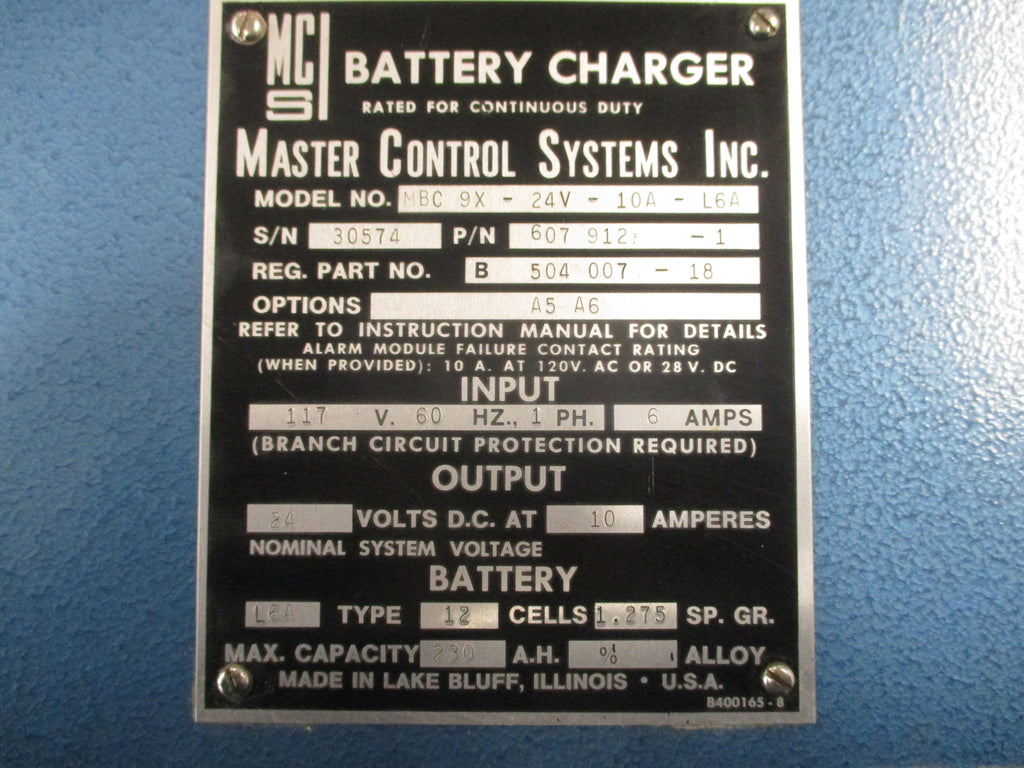 MCS
BATTERY CHARGER
RATED FOR CONTINUOUS DUTY
MASTER CONTROL SYSTEMS INC.
MODEL NO. MBC 9X - 24V - 10A - L6A
S/N 30574 P/N 607 912 - 1
REG. PART NO. B 504 007 - 18
OPTIONS A5 A6
REFER TO INSTRUCTION MANUAL FOR DETAILS
ALARM MODULE FAILURE CONTACT RATING
(WHEN PROVIDED): 10 A. AT 120V. AC OR 28 V. DC
INPUT
117 V. 60 HZ., 1 PH. 6 AMPS
(BRANCH CIRCUIT PROTECTION REQUIRED)
OUTPUT
24 VOLTS D.C. AT 10 AMPERES
NOMINAL SYSTEM VOLTAGE
BATTERY
L6A TYPE 12 CELLS 1.275 SP. GR.
MAX. CAPACITY 230 A.H. % ALLOY
MADE IN LAKE BLUFF, ILLINOIS • U.S.A.
B400165-8